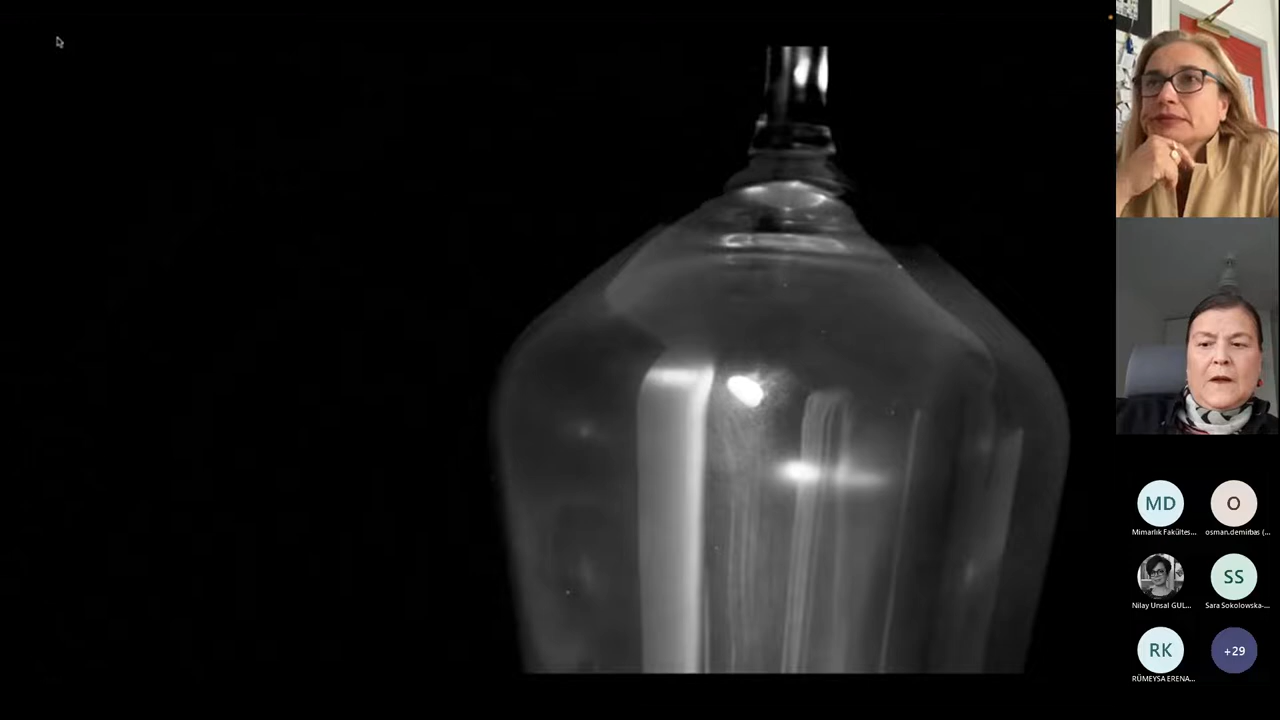 MD
O
Mimarlık Fakültes...
osman.demirbas (...
SS
Nilay Unsal GUL...
Sara Sokolowska-...
RK
+29
RÜMEYSA ERENA...